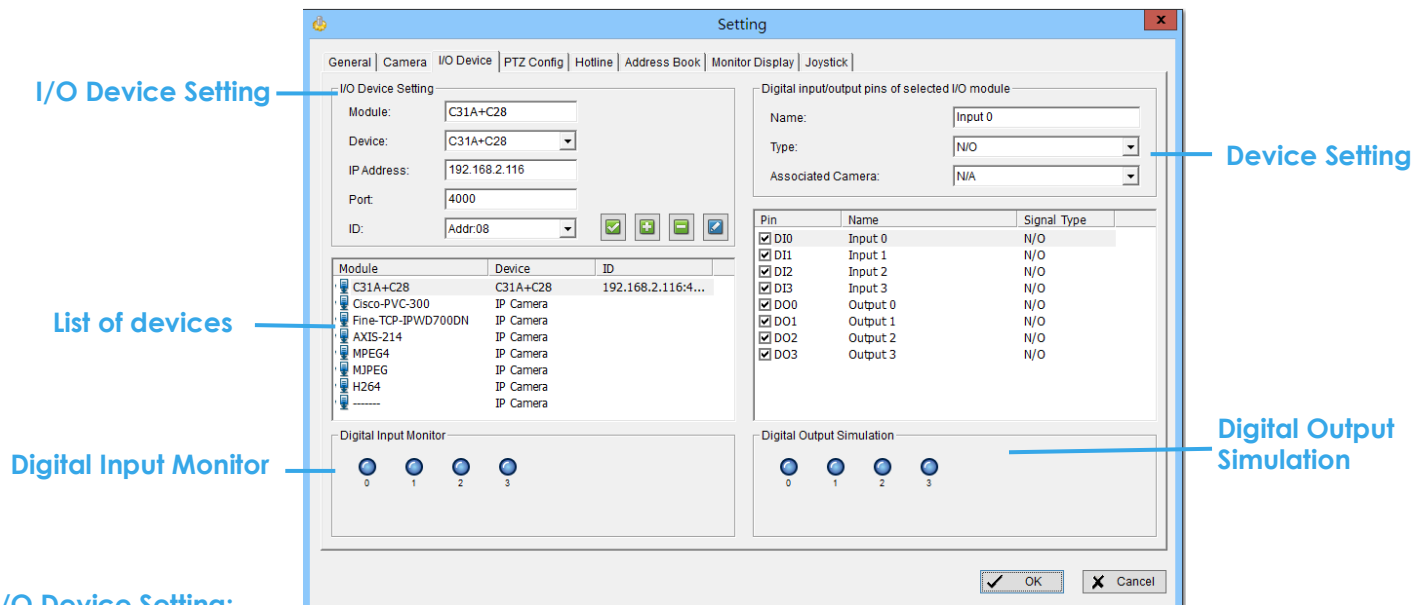 Setting
x
General Camera I/O Device PTZ Config Hotline Address Book Monitor Display Joystick
I/O Device Setting
I/O Device Setting
Module: C31A+C28
Device: C31A+C28
IP Address: 192.168.2.116
Port: 4000
ID: Addr:08
Digital input/output pins of selected I/O module
Name: Input 0
Type: N/O
Associated Camera: N/A
Device Setting
Module Device ID
C31A+C28 C31A+C28 192.168.2.116:4...
Cisco-PVC-300 IP Camera
Fine-TCP-IPWD700DN IP Camera
AXIS-214 IP Camera
MPEG4 IP Camera
MJPEG IP Camera
H264 IP Camera
------- IP Camera
List of devices
Pin Name Signal Type
DI0 Input 0 N/O
DI1 Input 1 N/O
DI2 Input 2 N/O
DI3 Input 3 N/O
DO0 Output 0 N/O
DO1 Output 1 N/O
DO2 Output 2 N/O
DO3 Output 3 N/O
Digital Input Monitor
Digital Input Monitor
0 1 2 3
Digital Output Simulation
0 1 2 3
Digital Output
Simulation
OK Cancel
/O Device Setting: